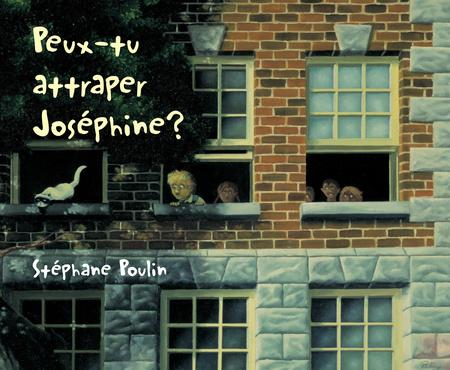 Peux-tu
attraper
Joséphine?
Stéphane Poulin